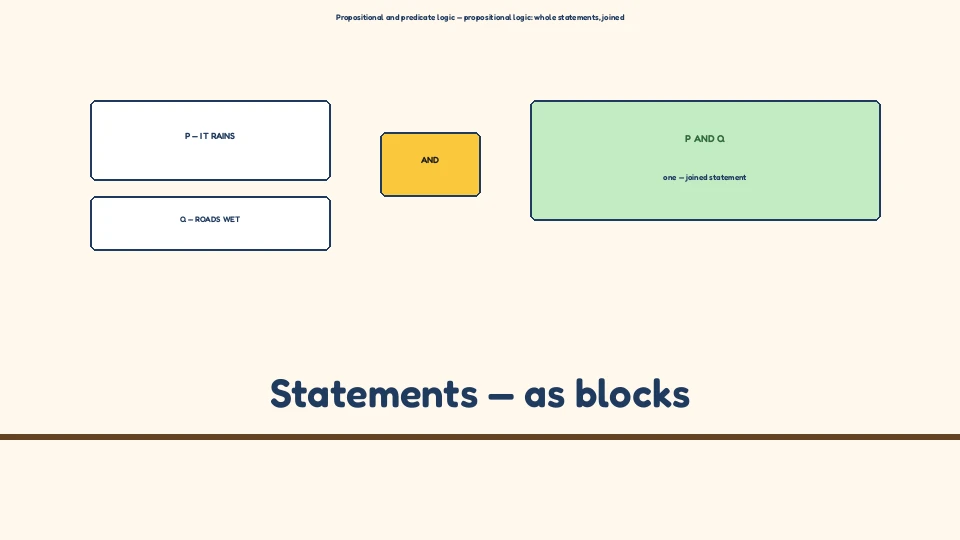 Propositional and predicate logic — propositional logic: whole statements, joined
P — IT RAINS
Q — ROADS WET
AND
P AND Q
one — joined statement
Statements — as blocks